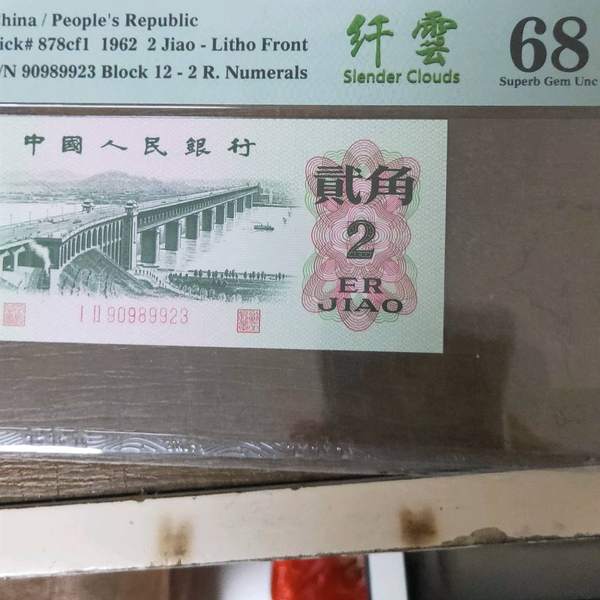 China / People's Republic
ick# 878cf1 1962 2 Jiao - Litho Front
/N 90989923 Block 12 - 2 R. Numerals
纤雲
Slender Clouds
68
Superb Gem Unc
中國人民銀行
貳角
2
ER
JIAO
I II 90989923